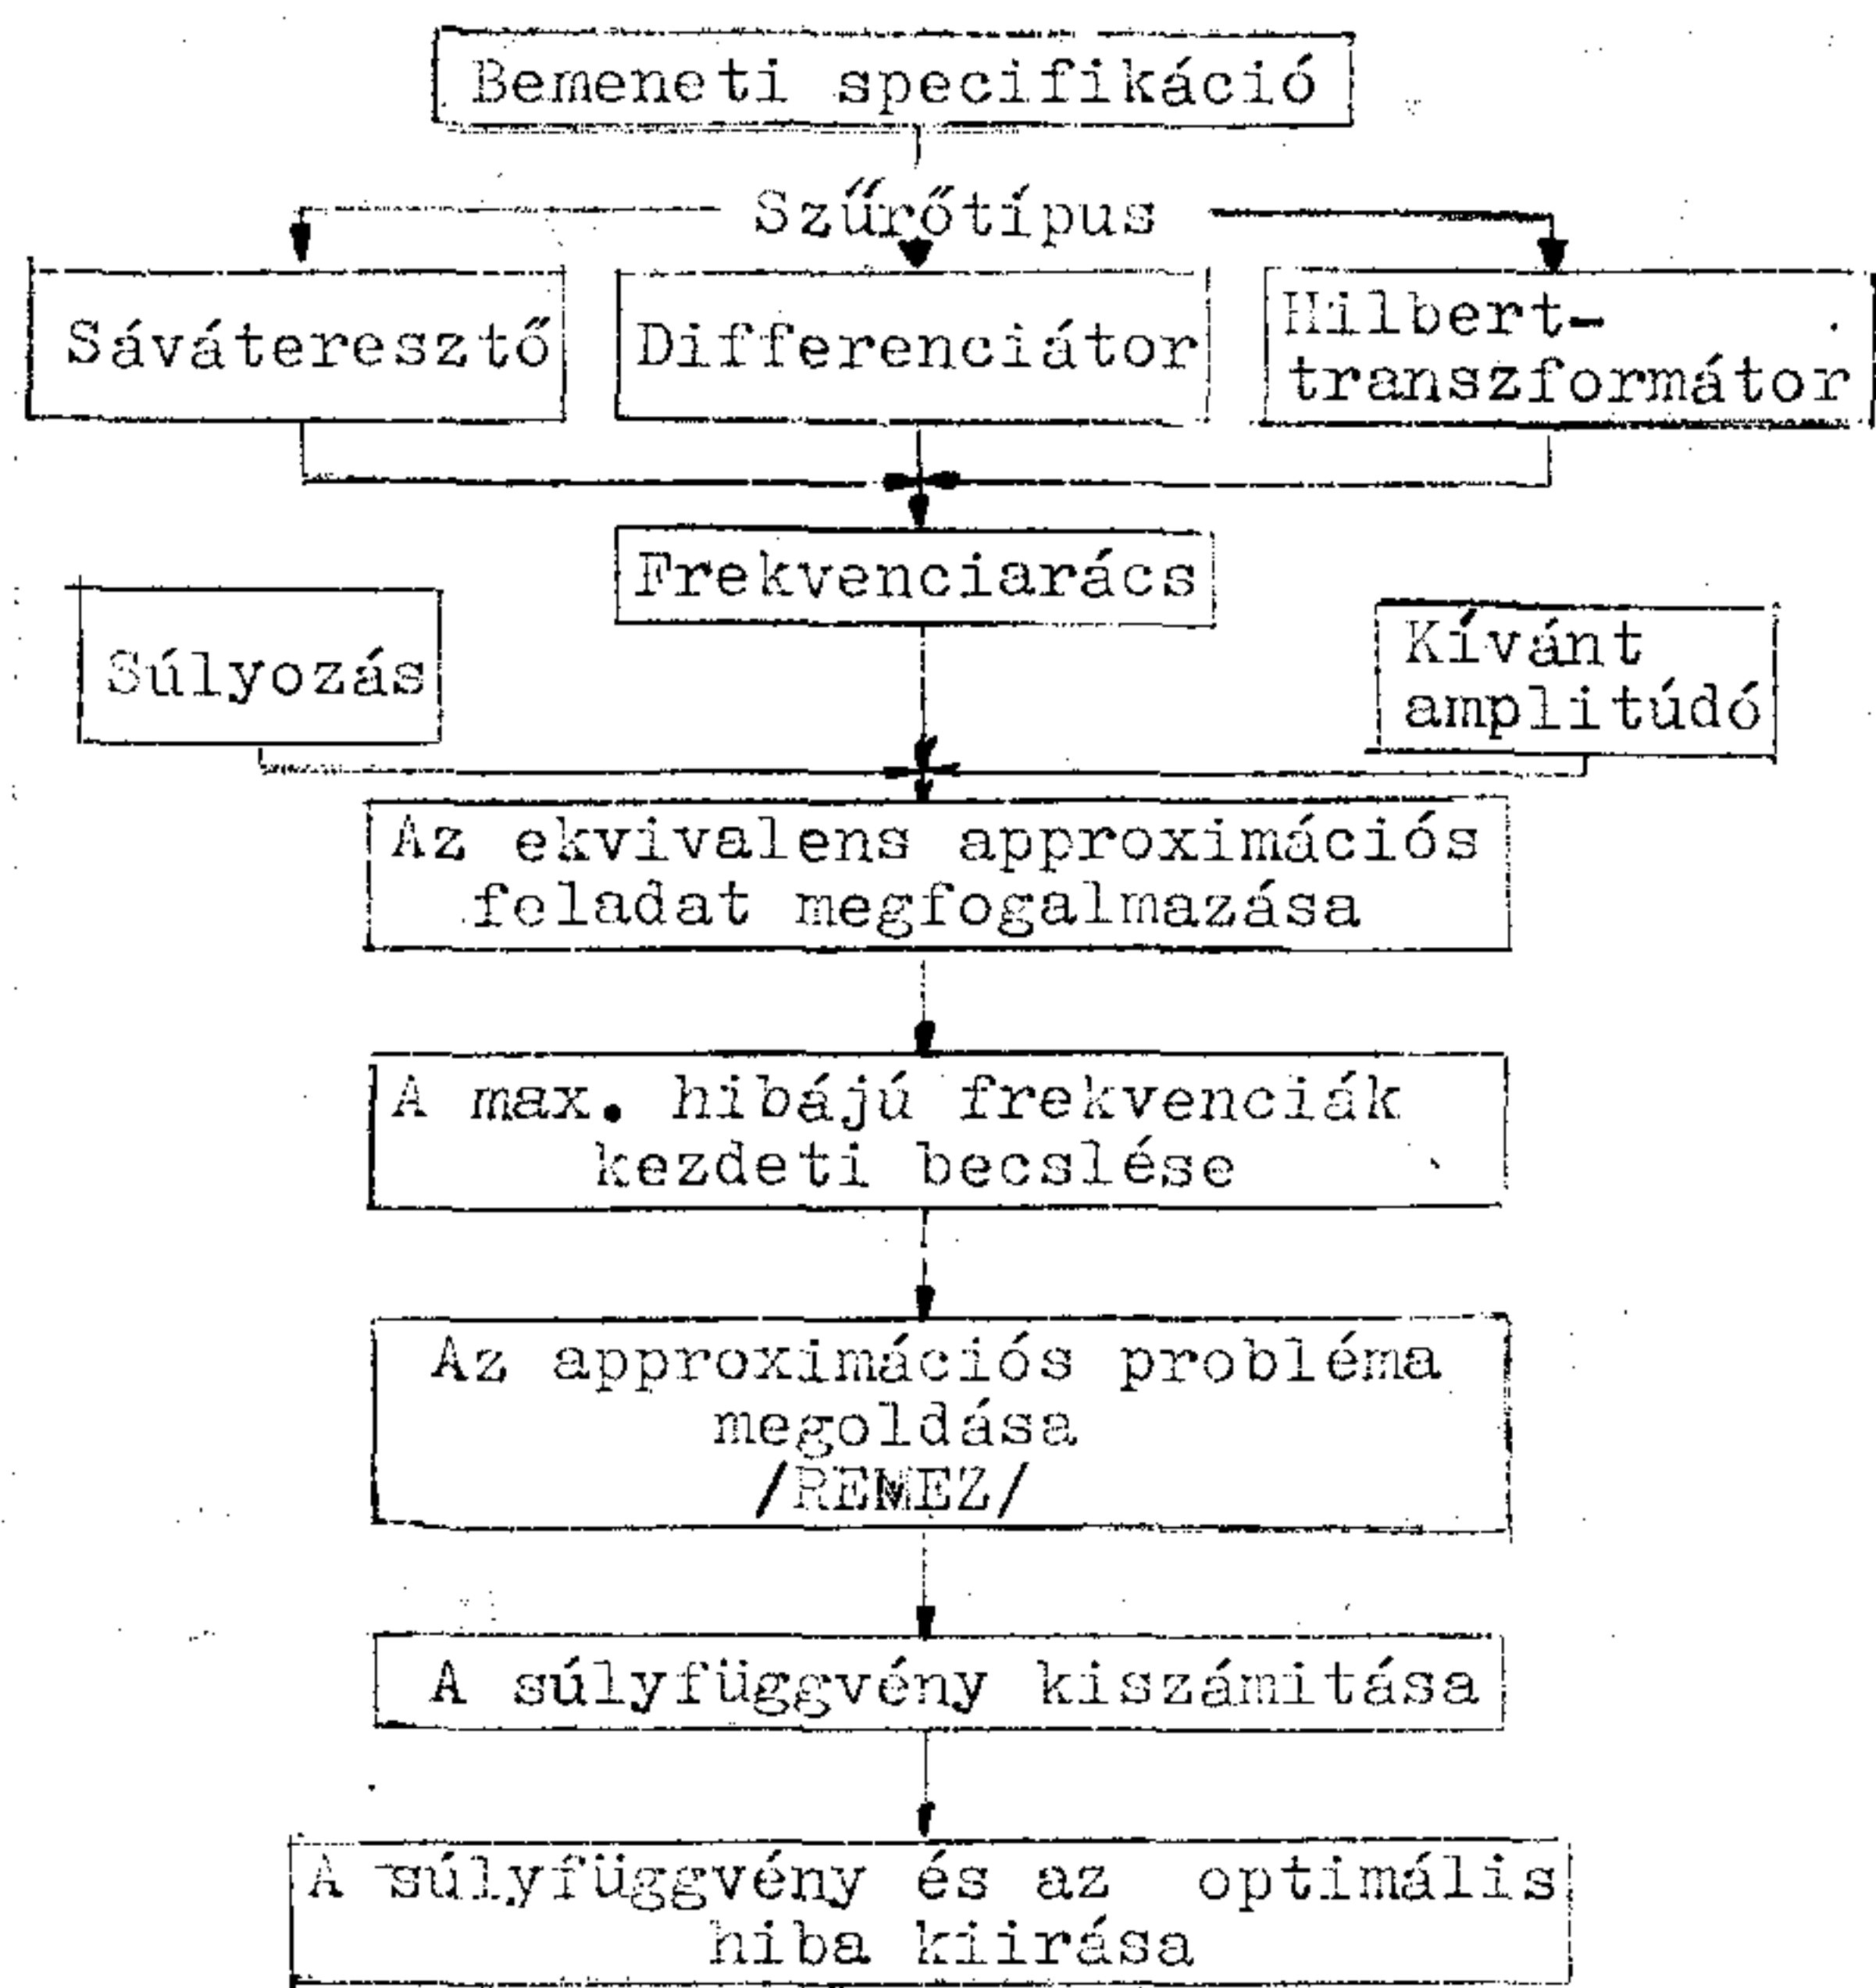 Bemeneti specifikáció
Szűrőtípus
Sáváteresztő
Differenciátor
Hilbert-
transzformátor
Frekvenciarács
Súlyozás
Kívánt
amplitúdó
Az ekvivalens approximációs
feladat megfogalmazása
A max. hibájú frekvenciák
kezdeti becslése
Az approximációs probléma
megoldása
/REMEZ/
A súlyfüggvény kiszámitása
A súlyfüggvény és az optimális
hiba kiirása